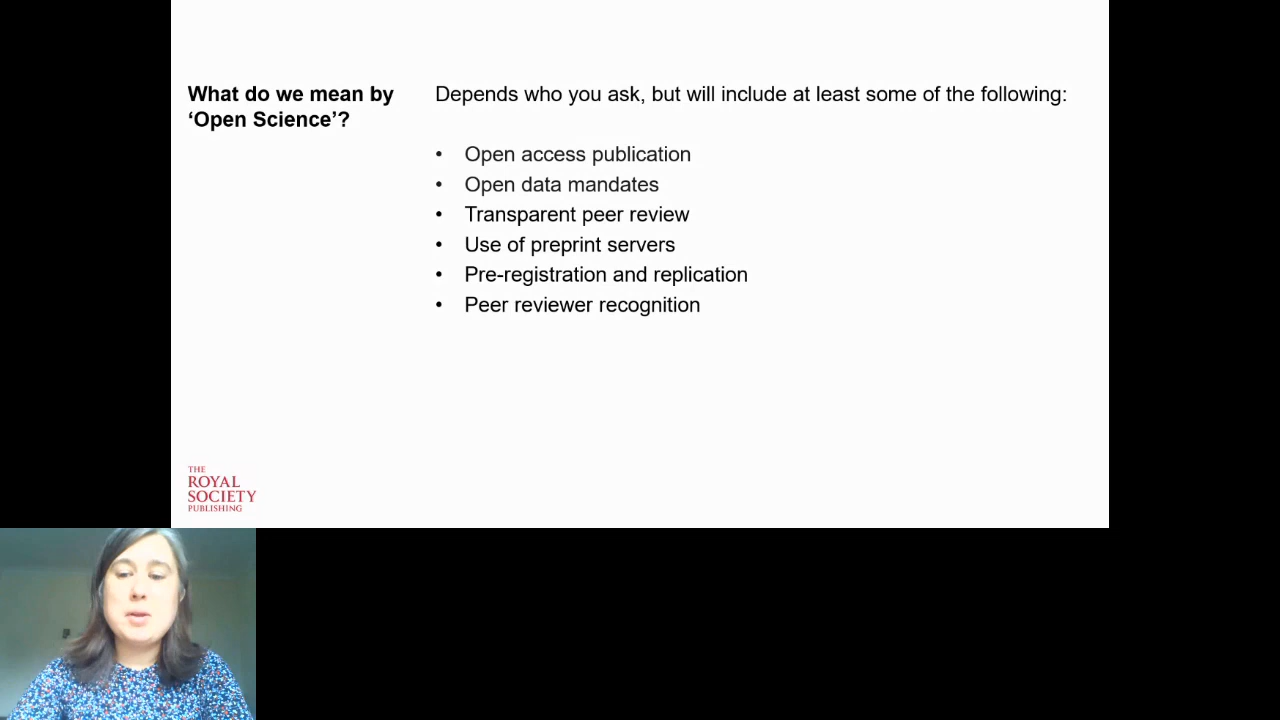 What do we mean by
‘Open Science’?
Depends who you ask, but will include at least some of the following:
• Open access publication
• Open data mandates
• Transparent peer review
• Use of preprint servers
• Pre-registration and replication
• Peer reviewer recognition
THE
ROYAL
SOCIETY
PUBLISHING